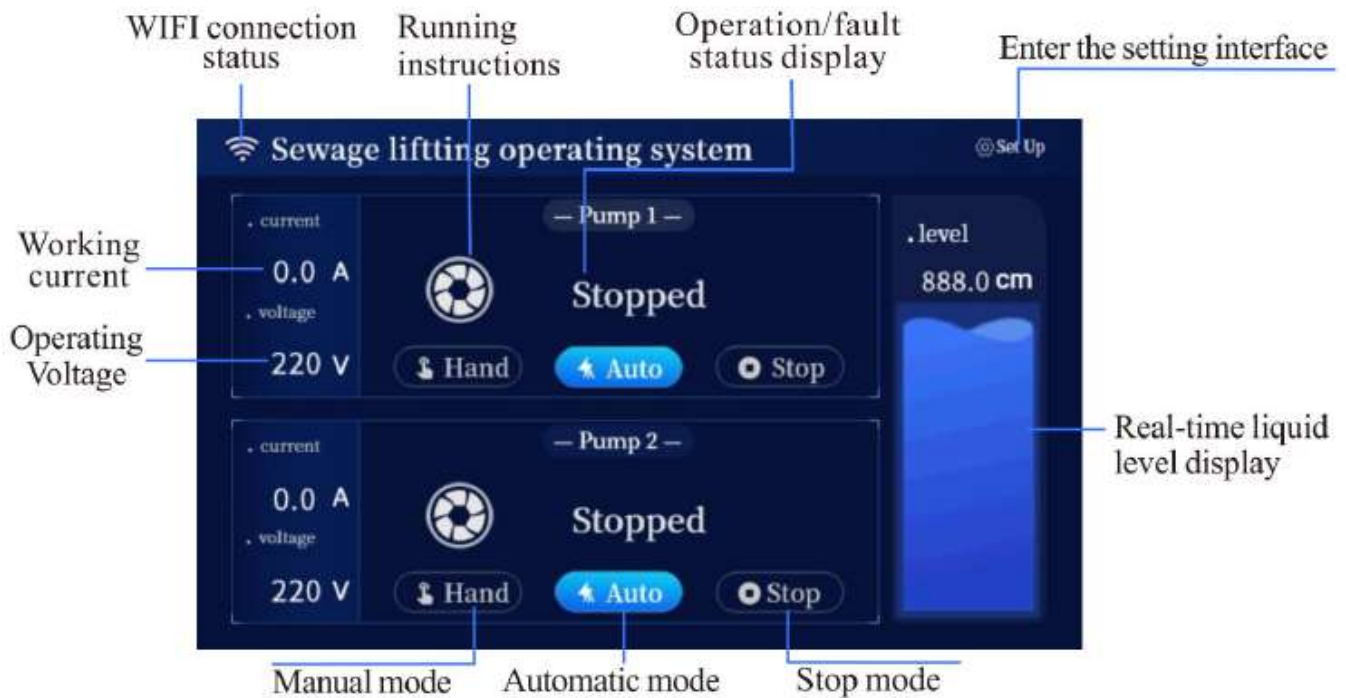 WIFI connection
status
Running
instructions
Operation/fault
status display
Enter the setting interface
Sewage liftting operating system
Set Up
. current
— Pump 1 —
. level
Working
current
0.0 A
Stopped
888.0 cm
. voltage
Operating
Voltage
220 V
Hand
Auto
Stop
. current
— Pump 2 —
Real-time liquid
level display
0.0 A
Stopped
. voltage
220 V
Hand
Auto
Stop
Manual mode
Automatic mode
Stop mode